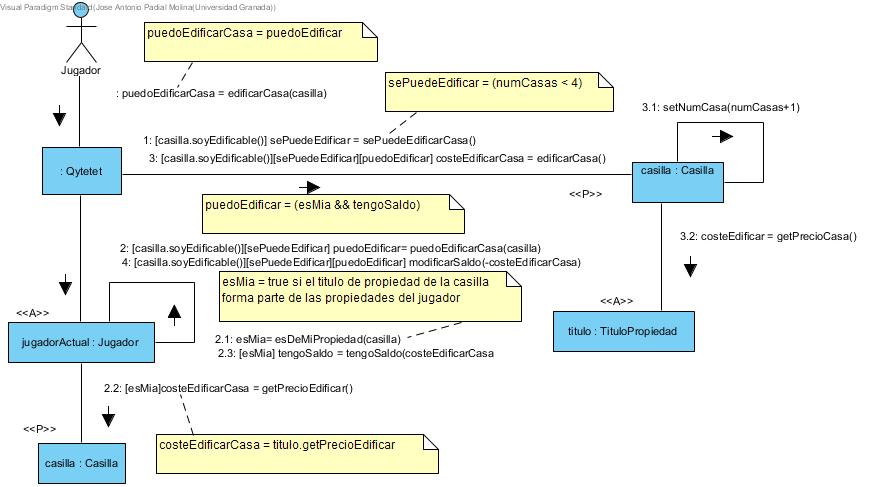 Visual Paradigm Standard(Jose Antonio Padial Molina(Universidad Granada))
Jugador
puedoEdificarCasa = puedoEdificar
: puedoEdificarCasa = edificarCasa(casilla)
sePuedeEdificar = (numCasas < 4)
3.1: setNumCasa(numCasas+1)
1: [casilla.soyEdificable()] sePuedeEdificar = sePuedeEdificarCasa()
3: [casilla.soyEdificable()][sePuedeEdificar][puedoEdificar] costeEdificarCasa = edificarCasa()
: Qytetet
casilla : Casilla
<<P>>
puedoEdificar = (esMia && tengoSaldo)
3.2: costeEdificar = getPrecioCasa()
2: [casilla.soyEdificable()][sePuedeEdificar] puedoEdificar= puedoEdificarCasa(casilla)
4: [casilla.soyEdificable()][sePuedeEdificar][puedoEdificar] modificarSaldo(-costeEdificarCasa)
esMia = true si el titulo de propiedad de la casilla
forma parte de las propiedades del jugador
<<A>>
<<A>>
jugadorActual : Jugador
titulo : TituloPropiedad
2.1: esMia= esDeMiPropiedad(casilla)
2.3: [esMia] tengoSaldo = tengoSaldo(costeEdificarCasa
2.2: [esMia]costeEdificarCasa = getPrecioEdificar()
<<P>>
costeEdificarCasa = titulo.getPrecioEdificar
casilla : Casilla